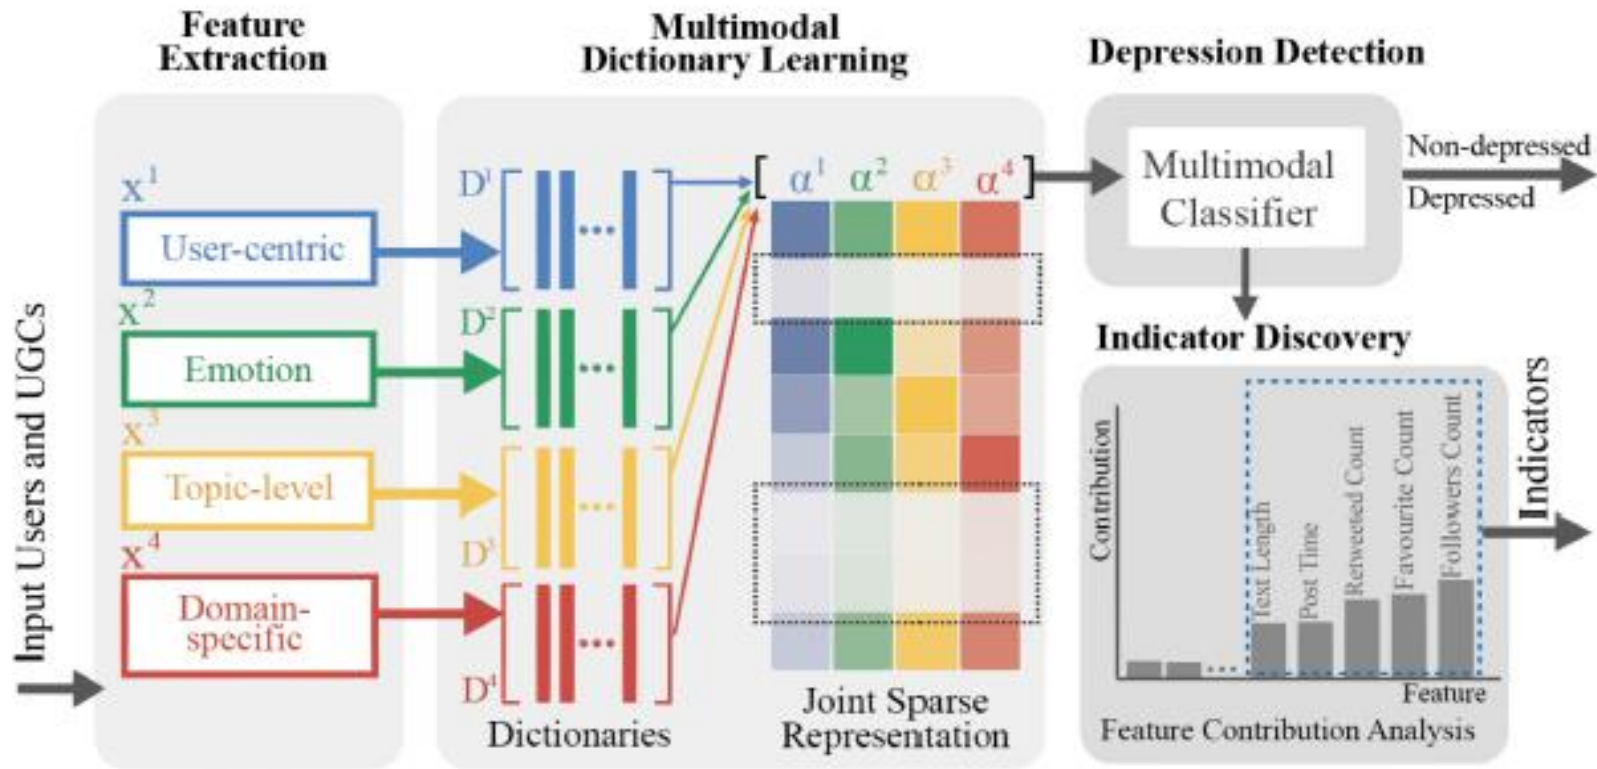 Feature
Extraction
Multimodal
Dictionary Learning
Depression Detection
Input Users and UGCs
X1
User-centric
X2
Emotion
X3
Topic-level
X4
Domain-
specific
D1
...
D2
...
D3
...
D4
...
Dictionaries
[ α1 α2 α3 α4 ]
Joint Sparse
Representation
Multimodal
Classifier
Non-depressed
Depressed
Indicator Discovery
Contribution
...
Text Length
Post Time
Retweeted Count
Favourite Count
Followers Count
Feature
Feature Contribution Analysis
Indicators